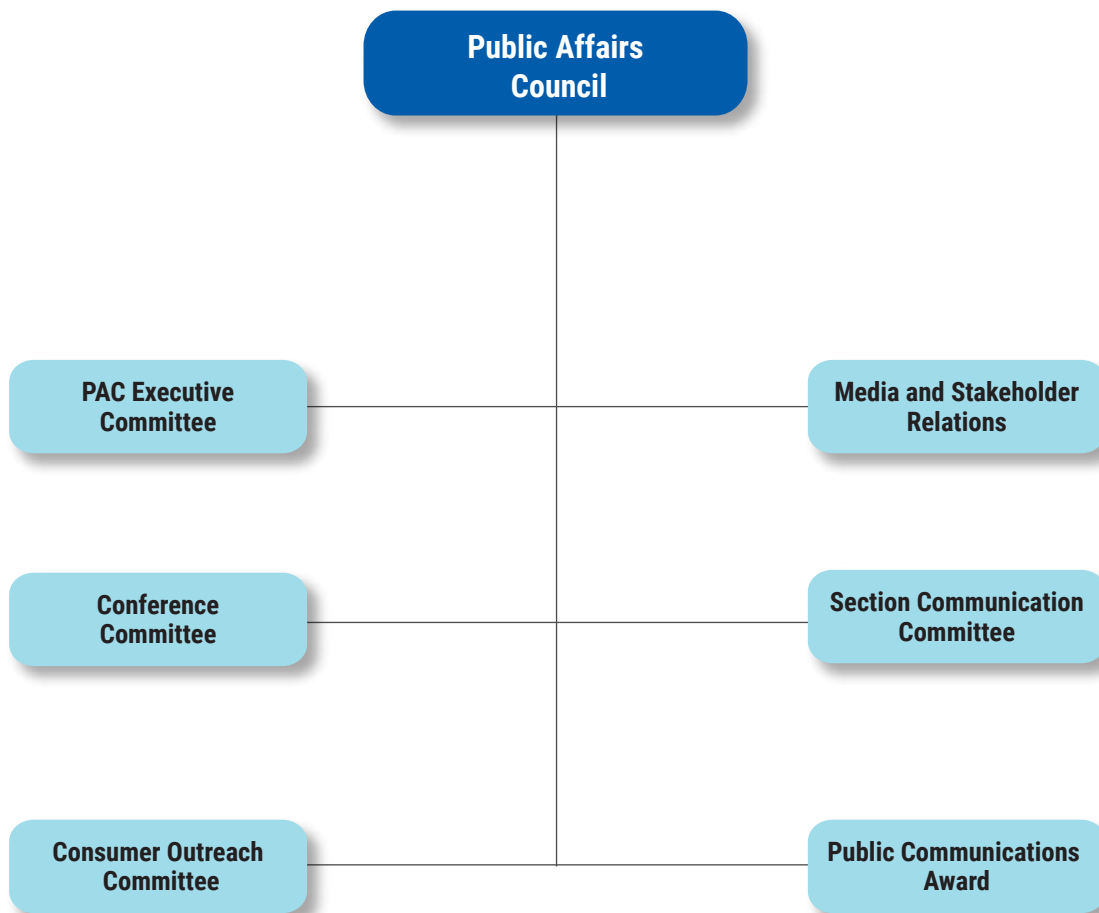 Public Affairs
Council
PAC Executive
Committee
Media and Stakeholder
Relations
Conference
Committee
Section Communication
Committee
Consumer Outreach
Committee
Public Communications
Award